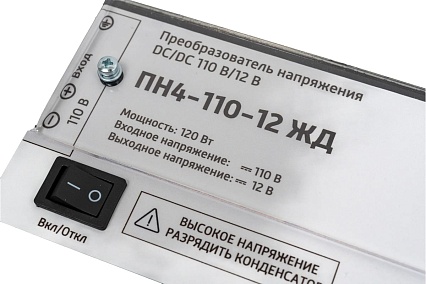 Преобразователь напряжения
DC/DC 110 В/12 В
ПН4-110-12 ЖД
Мощность: 120 Вт
Входное напряжение: ⎓ 110 В
Выходное напряжение: ⎓ 12 В
Вход
110 В
Вкл/Откл
ВЫСОКОЕ НАПРЯЖЕНИЕ
РАЗРЯДИТЬ КОНДЕНСАТО